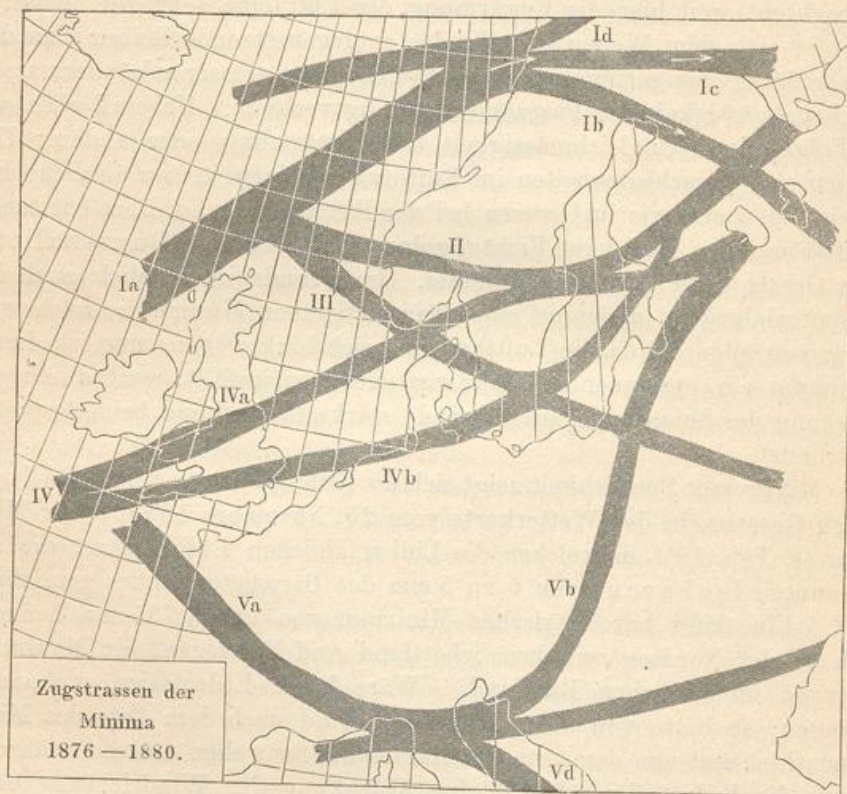 Id
Ic
Ib
II
Ia
III
IVa
IV
IVb
Va
Vb
Zugstrassen der
Minima
1876 — 1880.
Vd